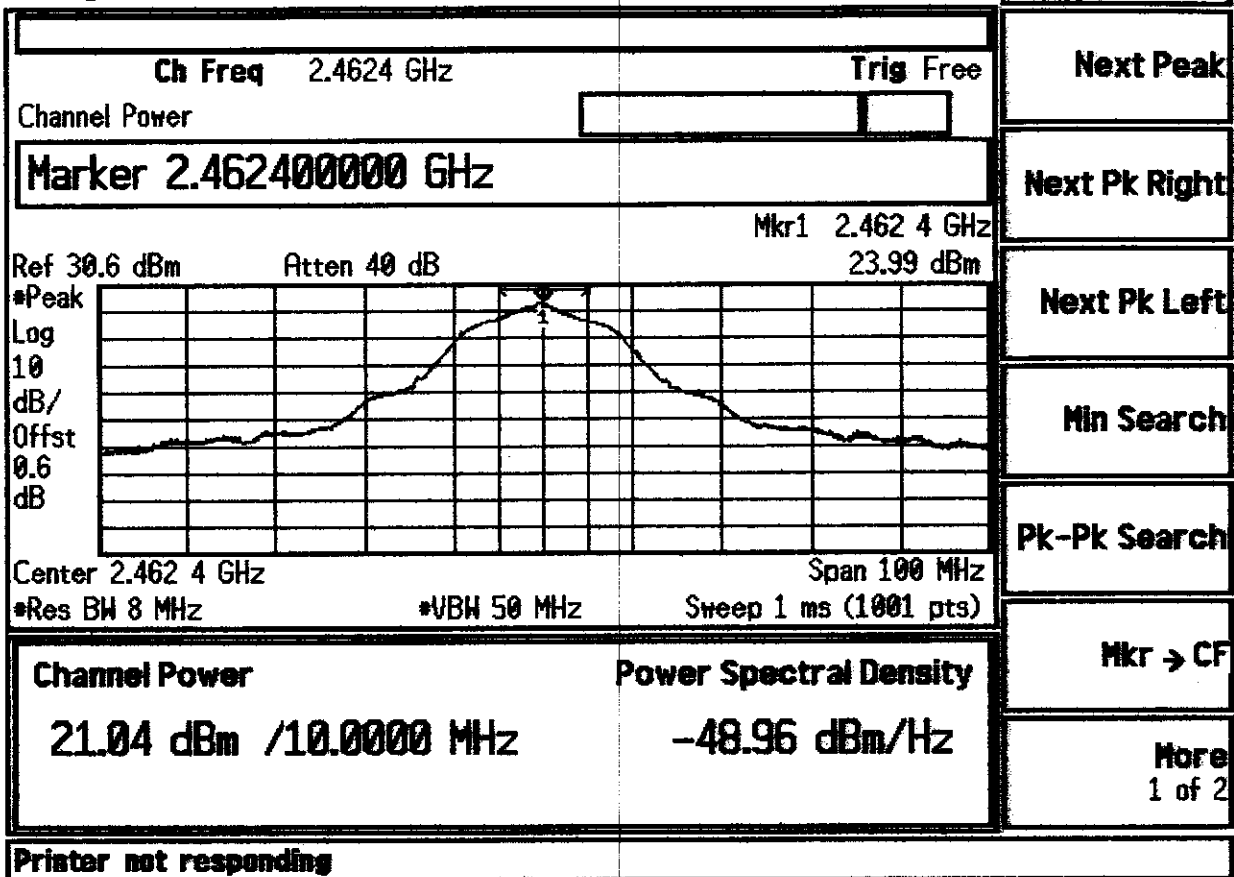 Ch Freq 2.4624 GHz Trig Free
Channel Power
Marker 2.462400000 GHz
Mkr1 2.462 4 GHz
Ref 30.6 dBm Atten 40 dB 23.99 dBm
#Peak
Log
10
dB/
Offst
0.6
dB
1
Center 2.462 4 GHz Span 100 MHz
#Res BW 8 MHz #VBW 50 MHz Sweep 1 ms (1001 pts)
Channel Power Power Spectral Density
21.04 dBm /10.0000 MHz -48.96 dBm/Hz
Printer not responding
Next Peak
Next Pk Right
Next Pk Left
Min Search
Pk-Pk Search
Mkr → CF
More
1 of 2